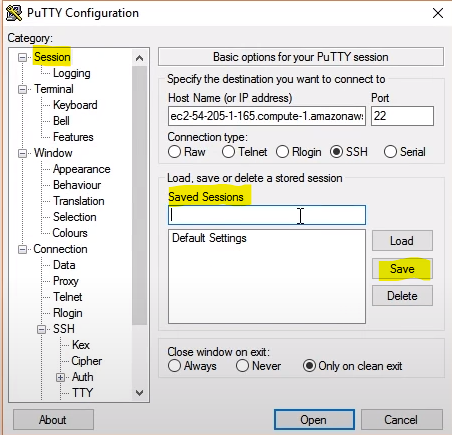 PuTTY Configuration
Category:
Session
Logging
Terminal
Keyboard
Bell
Features
Window
Appearance
Behaviour
Translation
Selection
Colours
Connection
Data
Proxy
Telnet
Rlogin
SSH
Kex
Cipher
Auth
TTY
Basic options for your PuTTY session
Specify the destination you want to connect to
Host Name (or IP address) Port
ec2-54-205-1-165.compute-1.amazonaws 22
Connection type:
Raw Telnet Rlogin SSH Serial
Load, save or delete a stored session
Saved Sessions
Default Settings
Load
Save
Delete
Close window on exit:
Always Never Only on clean exit
About Open Cancel